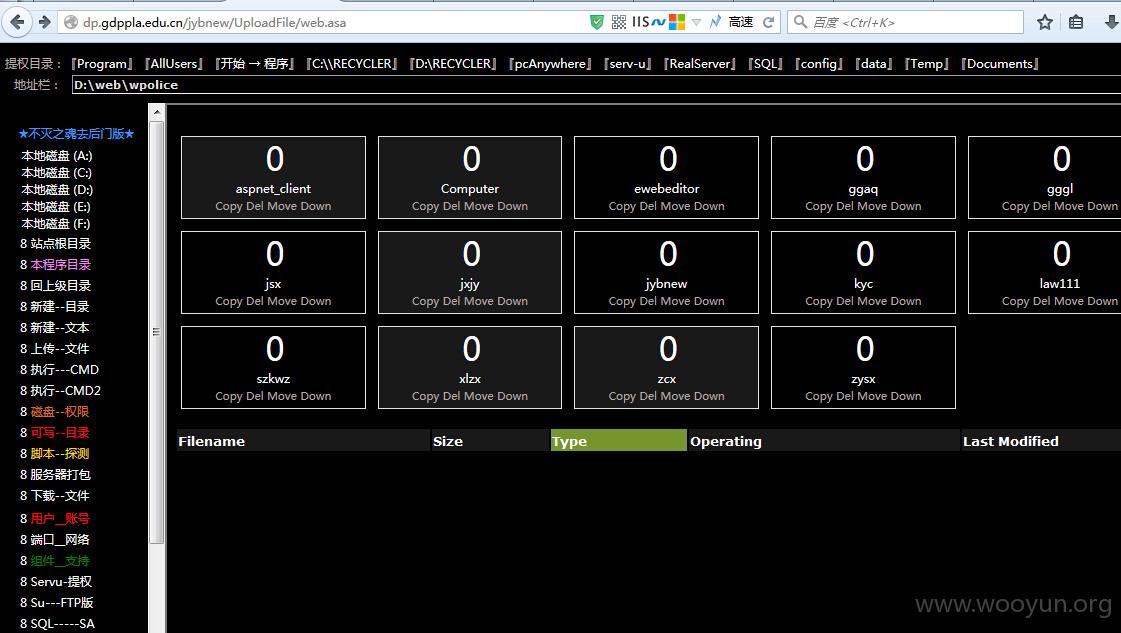 dp.gdppla.edu.cn/jybnew/UploadFile/web.asa IIS 高速 百度 <Ctrl+K>
提权目录： 『Program』 『AllUsers』 『开始→程序』 『C:\\RECYCLER』 『D:\RECYCLER』 『pcAnywhere』 『serv-u』 『RealServer』 『SQL』 『config』 『data』 『Temp』 『Documents』
地址栏： D:\web\wpolice
★不灭之魂去后门版★
本地磁盘 (A:)
本地磁盘 (C:)
本地磁盘 (D:)
本地磁盘 (E:)
本地磁盘 (F:)
8 站点根目录
8 本程序目录
8 回上级目录
8 新建--目录
8 新建--文本
8 上传--文件
8 执行---CMD
8 执行--CMD2
8 磁盘--权限
8 可写--目录
8 脚本--探测
8 服务器打包
8 下载--文件
8 用户__账号
8 端口__网络
8 组件__支持
8 Servu-提权
8 Su---FTP版
8 SQL-----SA
0 0 0 0 0
aspnet_client Computer ewebeditor ggaq gggl
Copy Del Move Down Copy Del Move Down Copy Del Move Down Copy Del Move Down Copy Del Move Down
0 0 0 0 0
jsx jxjy jybnew kyc law111
Copy Del Move Down Copy Del Move Down Copy Del Move Down Copy Del Move Down Copy Del Move Down
0 0 0 0
szkwz xlzx zcx zysx
Copy Del Move Down Copy Del Move Down Copy Del Move Down Copy Del Move Down
Filename Size Type Operating Last Modified
www.wooyun.org